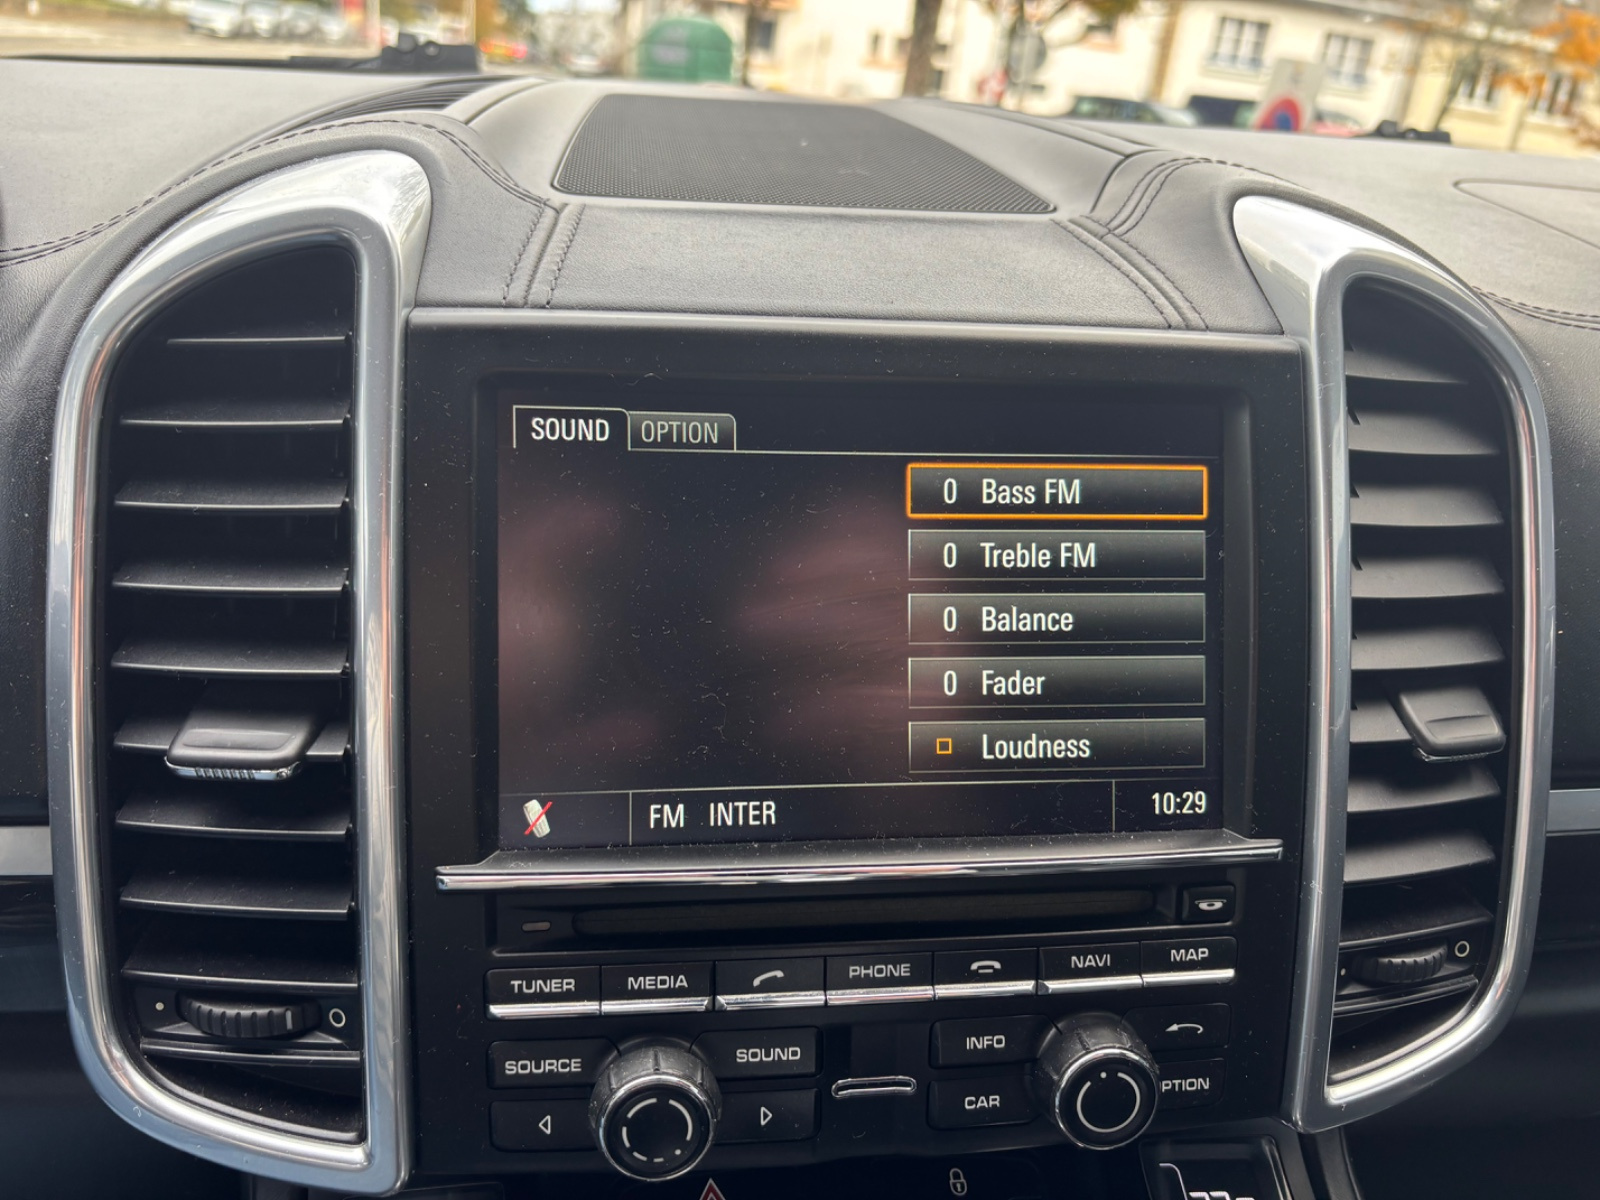 SOUND OPTION
0 Bass FM
0 Treble FM
0 Balance
0 Fader
Loudness
FM INTER 10:29
TUNER MEDIA PHONE NAVI MAP
SOURCE SOUND INFO
CAR PTION